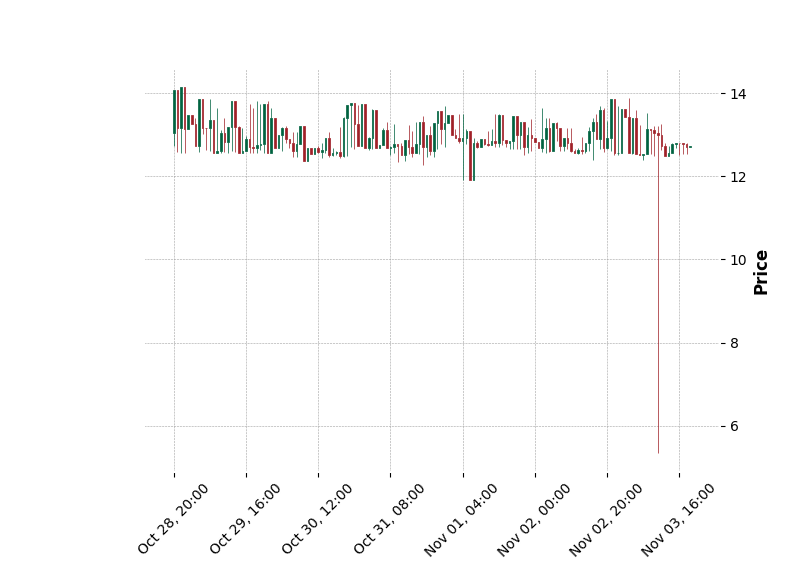 14
12
10
8
6
Price
Oct 28, 20:00
Oct 29, 16:00
Oct 30, 12:00
Oct 31, 08:00
Nov 01, 04:00
Nov 02, 00:00
Nov 02, 20:00
Nov 03, 16:00